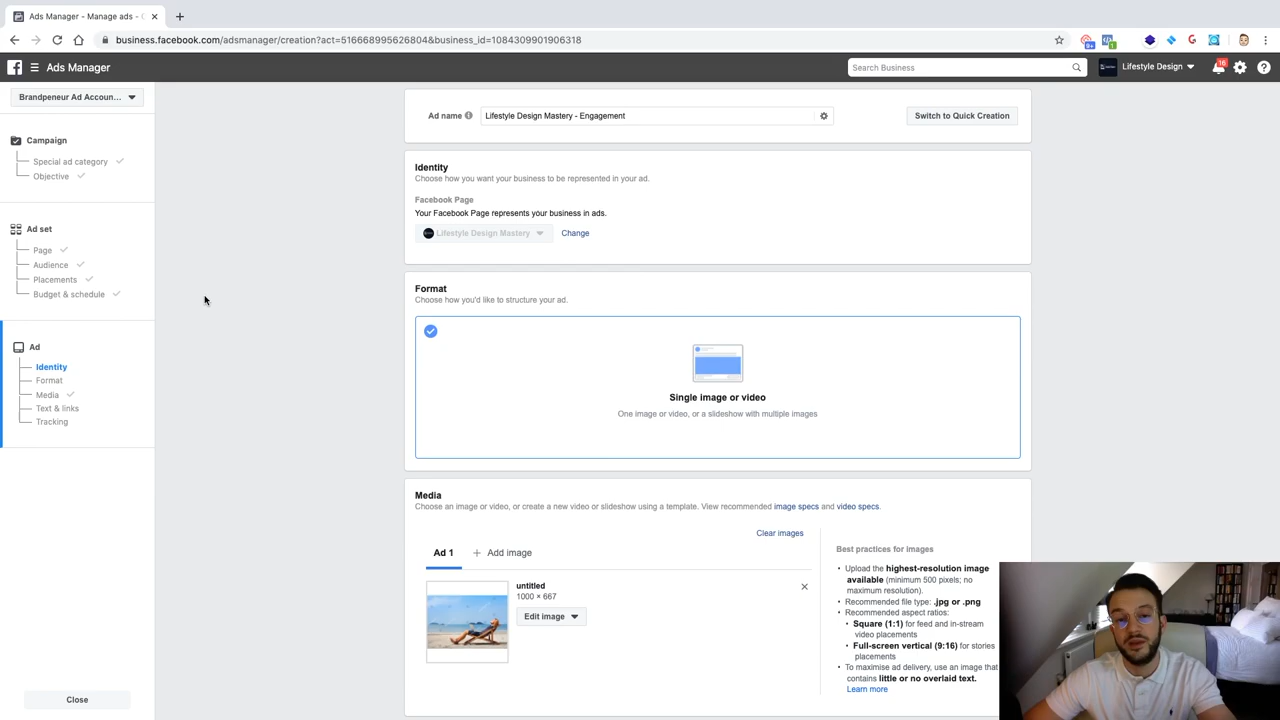 Ads Manager - Manage ads - 
business.facebook.com/adsmanager/creation?act=516668995626804&business_id=1084309901906318
9+
1
Ads Manager
Search Business
Lifestyle Design
16
Brandpeneur Ad Accoun...
Campaign
Special ad category
Objective
Ad set
Page
Audience
Placements
Budget & schedule
Ad
Identity
Format
Media
Text & links
Tracking
Close
Ad name
Lifestyle Design Mastery - Engagement
Switch to Quick Creation
Identity
Choose how you want your business to be represented in your ad.
Facebook Page
Your Facebook Page represents your business in ads.
Lifestyle Design Mastery
Change
Format
Choose how you'd like to structure your ad.
Single image or video
One image or video, or a slideshow with multiple images
Media
Choose an image or video, or create a new video or slideshow using a template. View recommended image specs and video specs.
Clear images
Ad 1
+ Add image
untitled
1000 × 667
Edit image
Best practices for images
• Upload the highest-resolution image
available (minimum 500 pixels; no
maximum resolution).
• Recommended file type: .jpg or .png
• Recommended aspect ratios:
• Square (1:1) for feed and in-stream
video placements
• Full-screen vertical (9:16) for stories
placements
• To maximise ad delivery, use an image that
contains little or no overlaid text.
Learn more